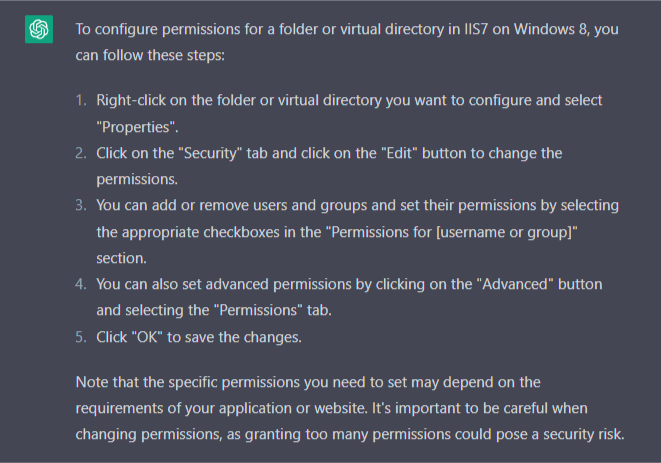 To configure permissions for a folder or virtual directory in IIS7 on Windows 8, you
can follow these steps:
1. Right-click on the folder or virtual directory you want to configure and select
"Properties".
2. Click on the "Security" tab and click on the "Edit" button to change the
permissions.
3. You can add or remove users and groups and set their permissions by selecting
the appropriate checkboxes in the "Permissions for [username or group]"
section.
4. You can also set advanced permissions by clicking on the "Advanced" button
and selecting the "Permissions" tab.
5. Click "OK" to save the changes.
Note that the specific permissions you need to set may depend on the
requirements of your application or website. It's important to be careful when
changing permissions, as granting too many permissions could pose a security risk.